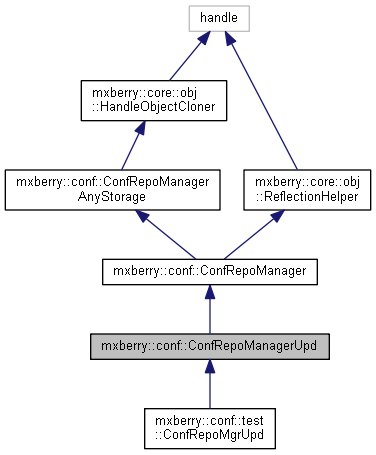 handle
mxberry::core::obj
::HandleObjectCloner
mxberry::conf::ConfRepoManager
AnyStorage
mxberry::core::obj
::ReflectionHelper
mxberry::conf::ConfRepoManager
mxberry::conf::ConfRepoManagerUpd
mxberry::conf::test
::ConfRepoMgrUpd